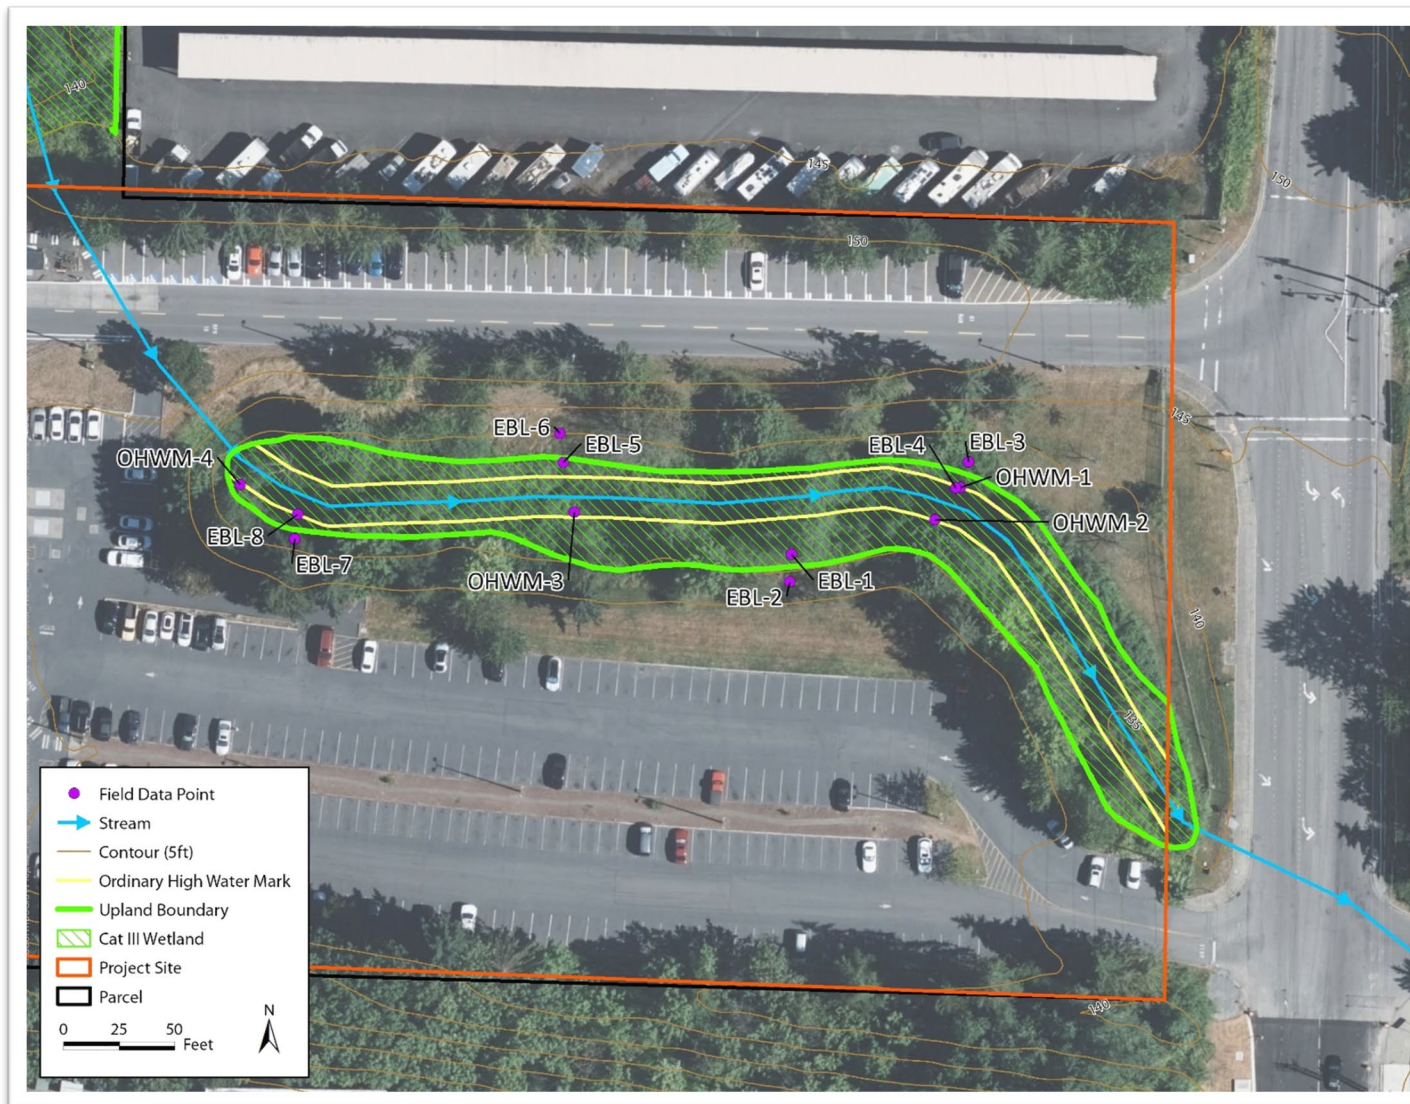 140
145
150
150
145
EBL-6
EBL-5
EBL-4
EBL-3
OHWM-4
OHWM-1
OHWM-2
EBL-8
EBL-7
OHWM-3
EBL-1
EBL-2
140
135
Field Data Point
Stream
Contour (5ft)
Ordinary High Water Mark
Upland Boundary
Cat III Wetland
Project Site
Parcel
0 25 50
Feet
N
140